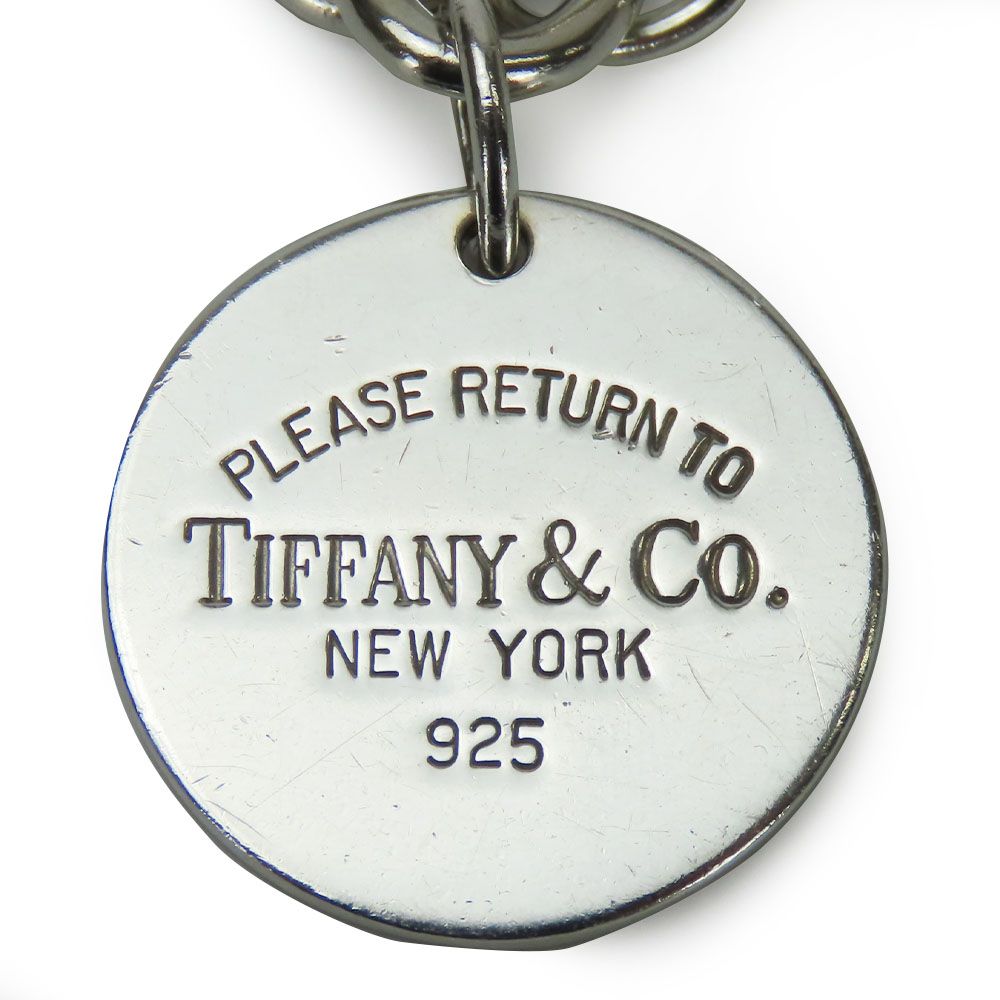 PLEASE RETURN TO
TIFFANY & CO.
NEW YORK
925